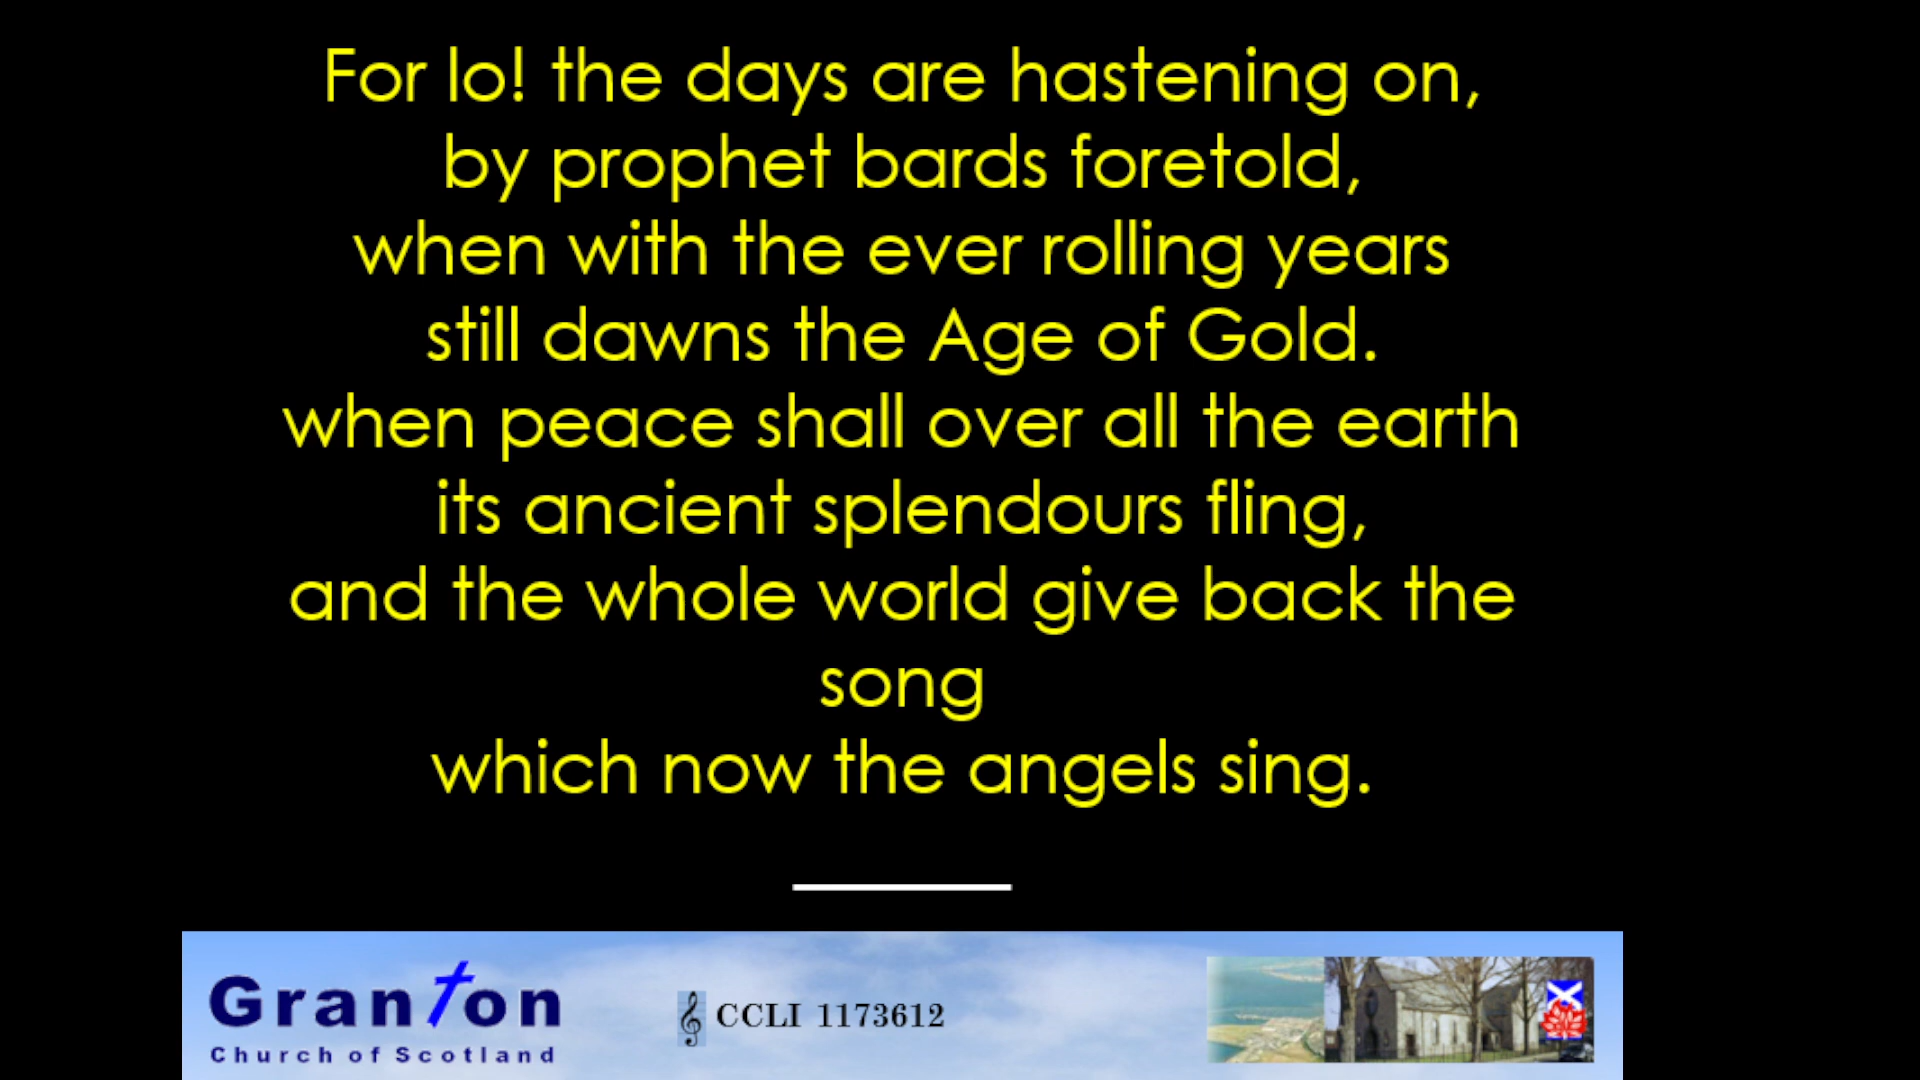 For lo! the days are hastening on,
by prophet bards foretold,
when with the ever rolling years
still dawns the Age of Gold.
when peace shall over all the earth
its ancient splendours fling,
and the whole world give back the
song
which now the angels sing.
Granton
Church of Scotland
CCLI 1173612